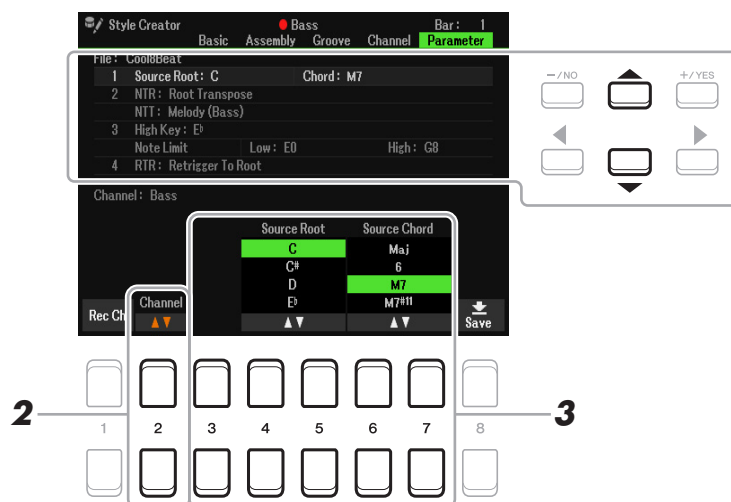 Style Creator Bass Bar: 1
Basic Assembly Groove Channel Parameter
File: Cool8Beat
1 Source Root: C Chord: M7
2 NTR: Root Transpose
NTT: Melody (Bass)
3 High Key: E♭
Note Limit Low: E0 High: G8
4 RTR: Retrigger To Root
–/NO +/YES
Channel: Bass
Source Root Source Chord
C Maj
C# 6
D M7
E♭ M7#11
Rec Ch Channel Save
2 3
1 2 3 4 5 6 7 8